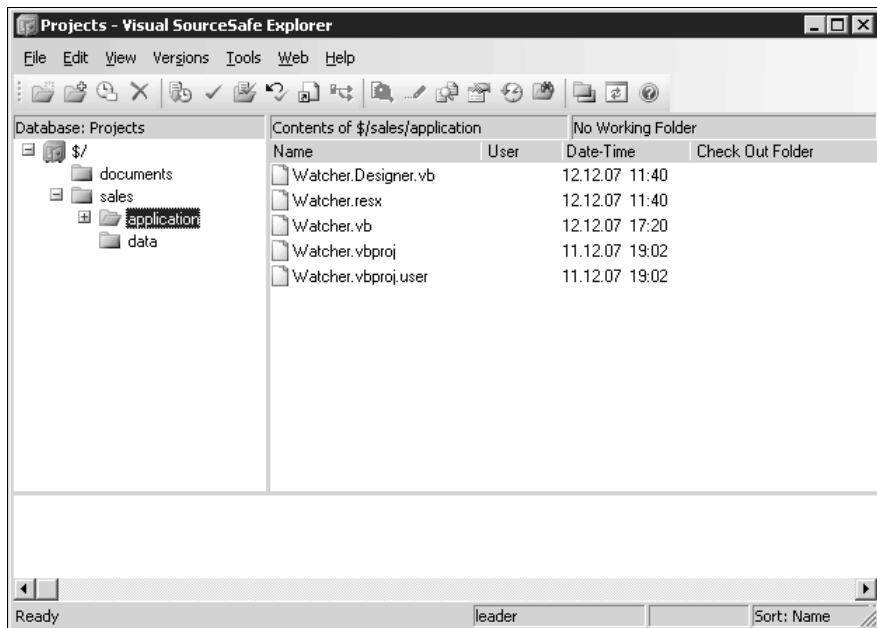 Projects - Visual SourceSafe Explorer
File Edit View Versions Tools Web Help
Database: Projects
Contents of $/sales/application
No Working Folder
$/
documents
sales
application
data
Name User Date-Time Check Out Folder
Watcher.Designer.vb 12.12.07 11:40
Watcher.resx 12.12.07 11:40
Watcher.vb 12.12.07 17:20
Watcher.vbproj 11.12.07 19:02
Watcher.vbproj.user 11.12.07 19:02
Ready leader Sort: Name